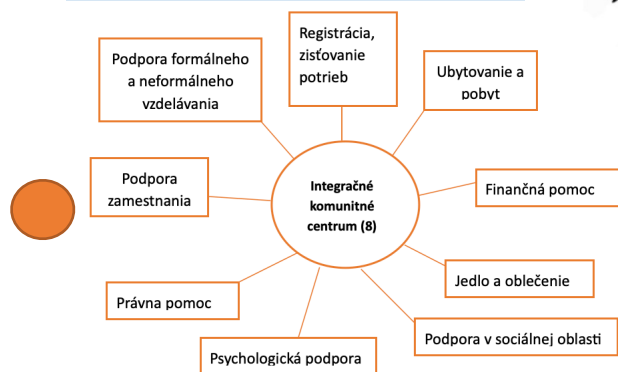 Registrácia,
zisťovanie
potrieb
Podpora formálneho
a neformálneho
vzdelávania
Ubytovanie a
pobyt
Podpora
zamestnania
Integračné
komunitné
centrum (8)
Finančná pomoc
Jedlo a oblečenie
Právna pomoc
Podpora v sociálnej oblasti
Psychologická podpora